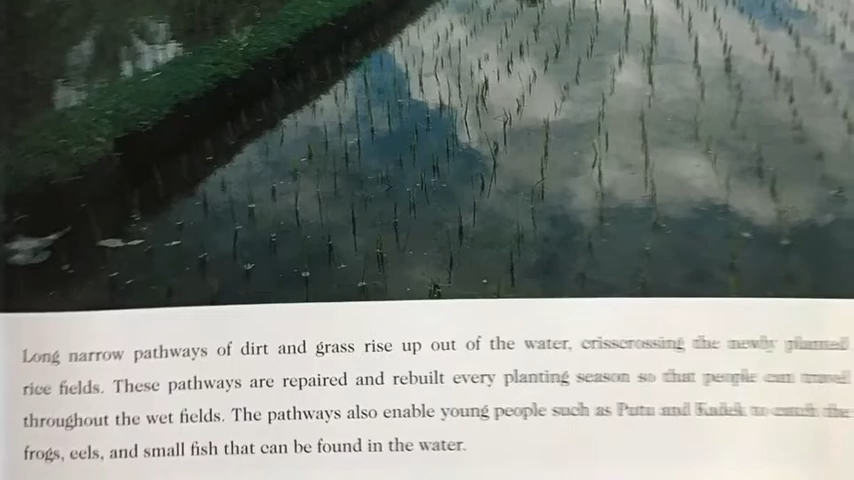 Long narrow pathways of dirt and grass rise up out of the water, crisscrossing the newly planted
rice fields. These pathways are repaired and rebuilt every planting season so that people can travel
throughout the wet fields. The pathways also enable young people such as Putu and Kadek to catch the
frogs, eels, and small fish that can be found in the water.